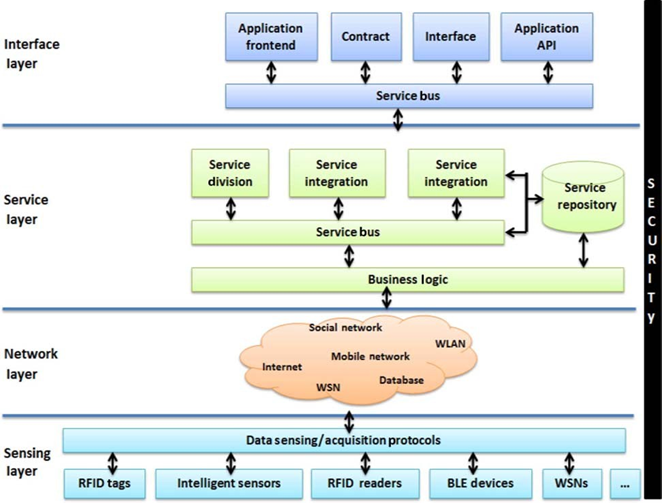 Interface
layer
Application
frontend
Contract
Interface
Application
API
Service bus
Service
layer
Service
division
Service
integration
Service
integration
Service
repository
Service bus
Business logic
Network
layer
Social network
WLAN
Mobile network
Internet
Database
WSN
Sensing
layer
Data sensing/acquisition protocols
RFID tags
Intelligent sensors
RFID readers
BLE devices
WSNs
...
SECURITy